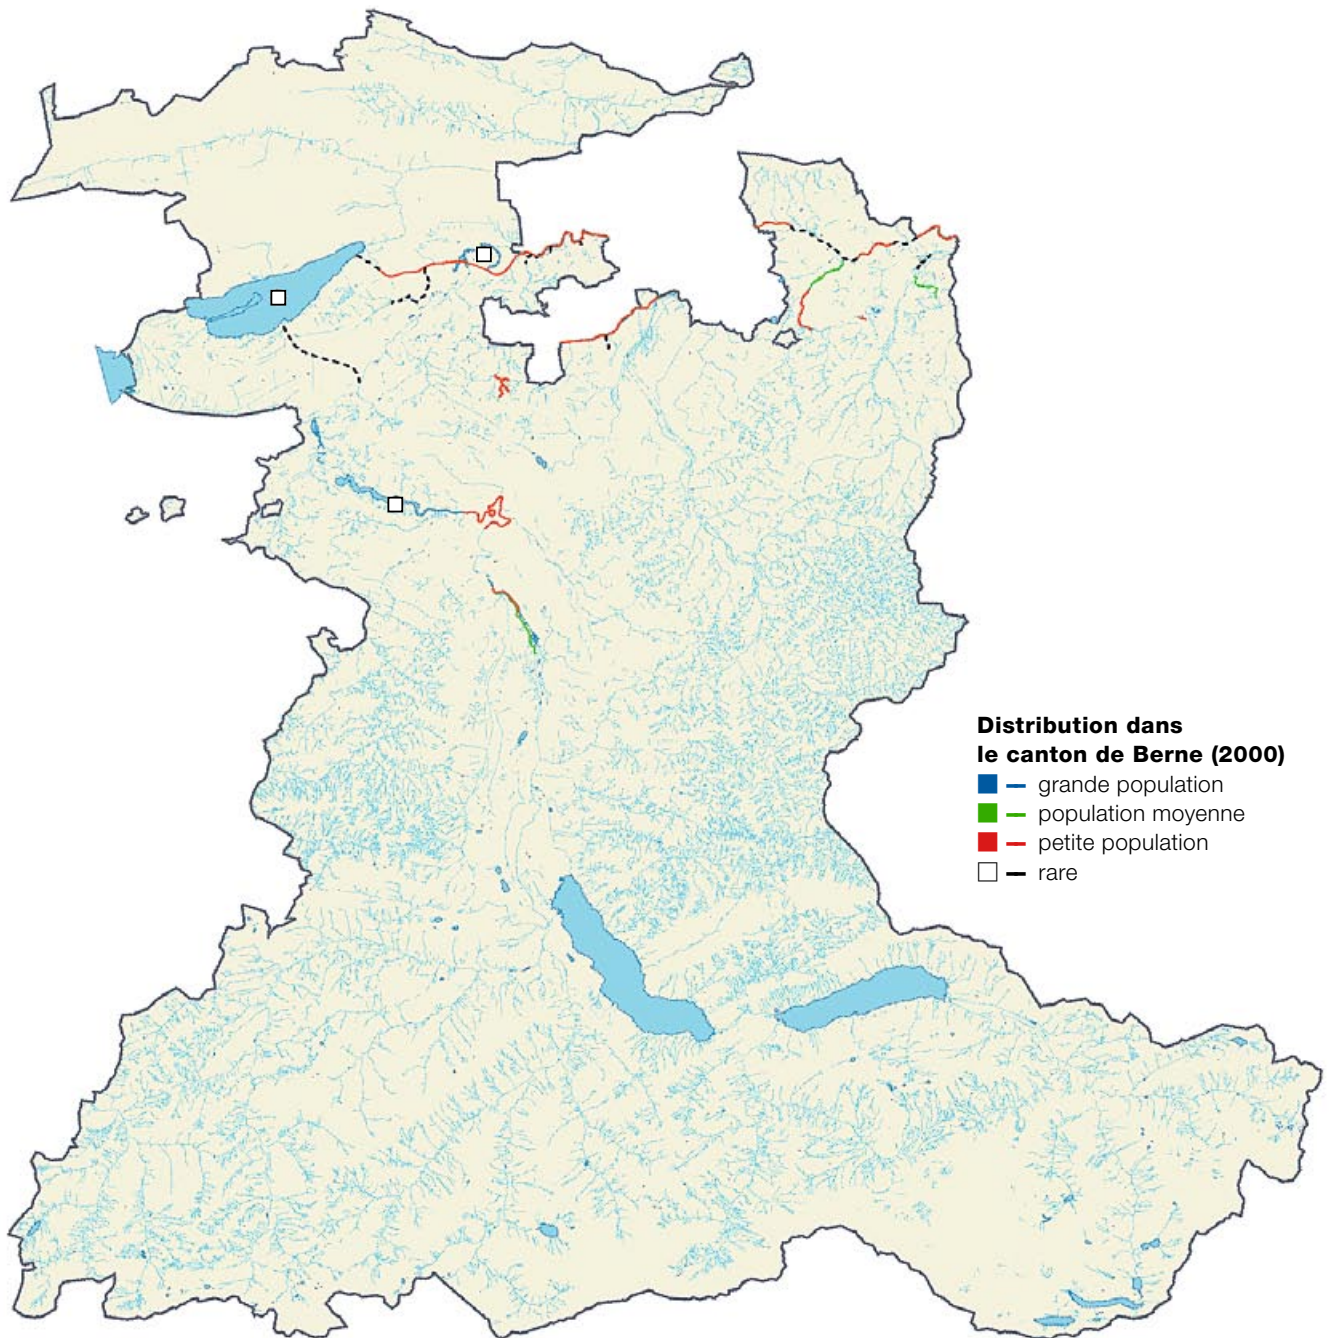 Distribution dans
le canton de Berne (2000)
grande population
population moyenne
petite population
rare